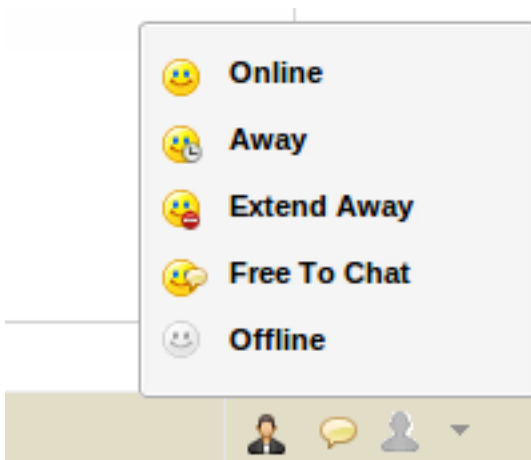 Online
Away
Extend Away
Free To Chat
Offline